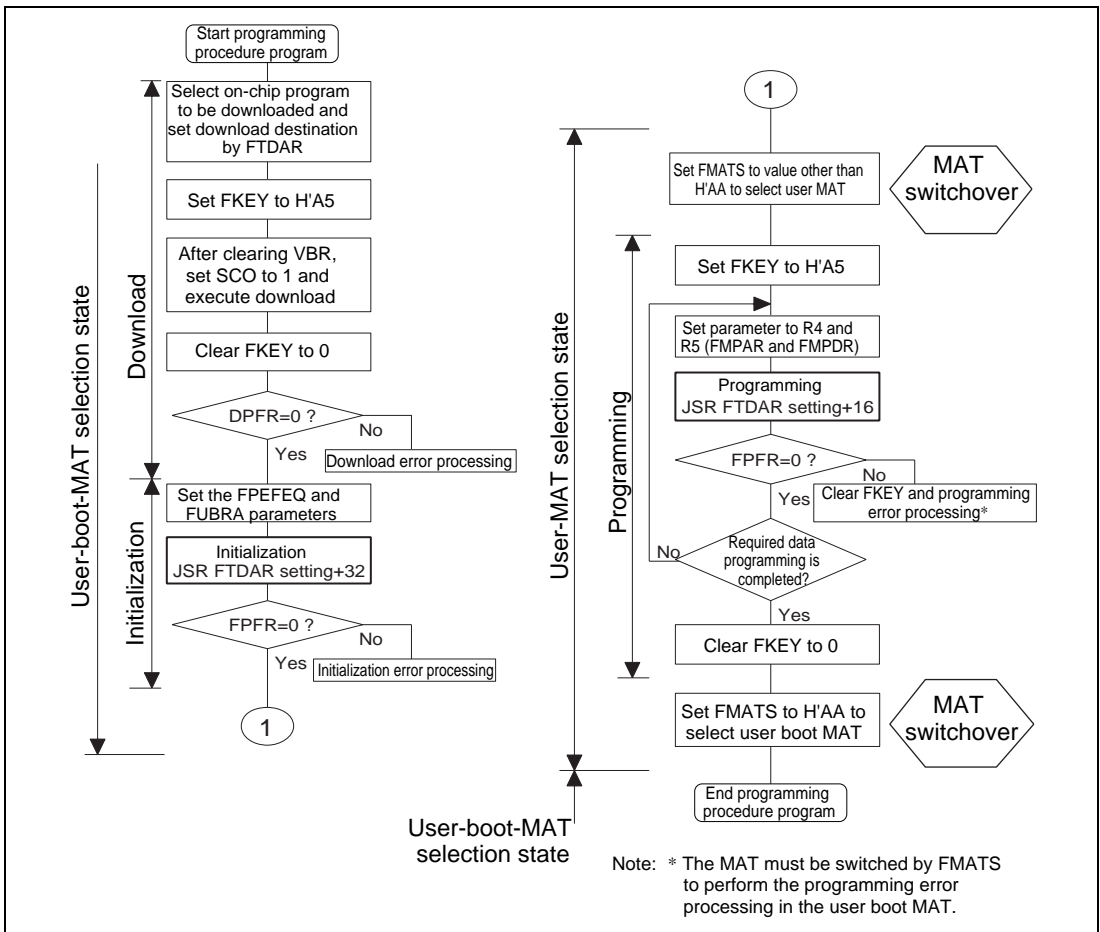 Start programming
procedure program
Select on-chip program
to be downloaded and
set download destination
by FTDAR
Set FKEY to H'A5
After clearing VBR,
set SCO to 1 and
execute download
Clear FKEY to 0
DPFR=0 ?
No
Yes
Download error processing
Set the FPEFEQ and
FUBRA parameters
Initialization
JSR FTDAR setting+32
FPFR=0 ?
No
Yes
Initialization error processing
1
User-boot-MAT selection state
Download
Initialization
1
Set FMATS to value other than
H'AA to select user MAT
MAT
switchover
Set FKEY to H'A5
Set parameter to R4 and
R5 (FMPAR and FMPDR)
Programming
JSR FTDAR setting+16
FPFR=0 ?
No
Yes
Clear FKEY and programming
error processing*
Required data
programming is
completed?
No
Yes
Clear FKEY to 0
Set FMATS to H'AA to
select user boot MAT
MAT
switchover
End programming
procedure program
User-MAT selection state
Programming
User-boot-MAT
selection state
Note: * The MAT must be switched by FMATS
to perform the programming error
processing in the user boot MAT.